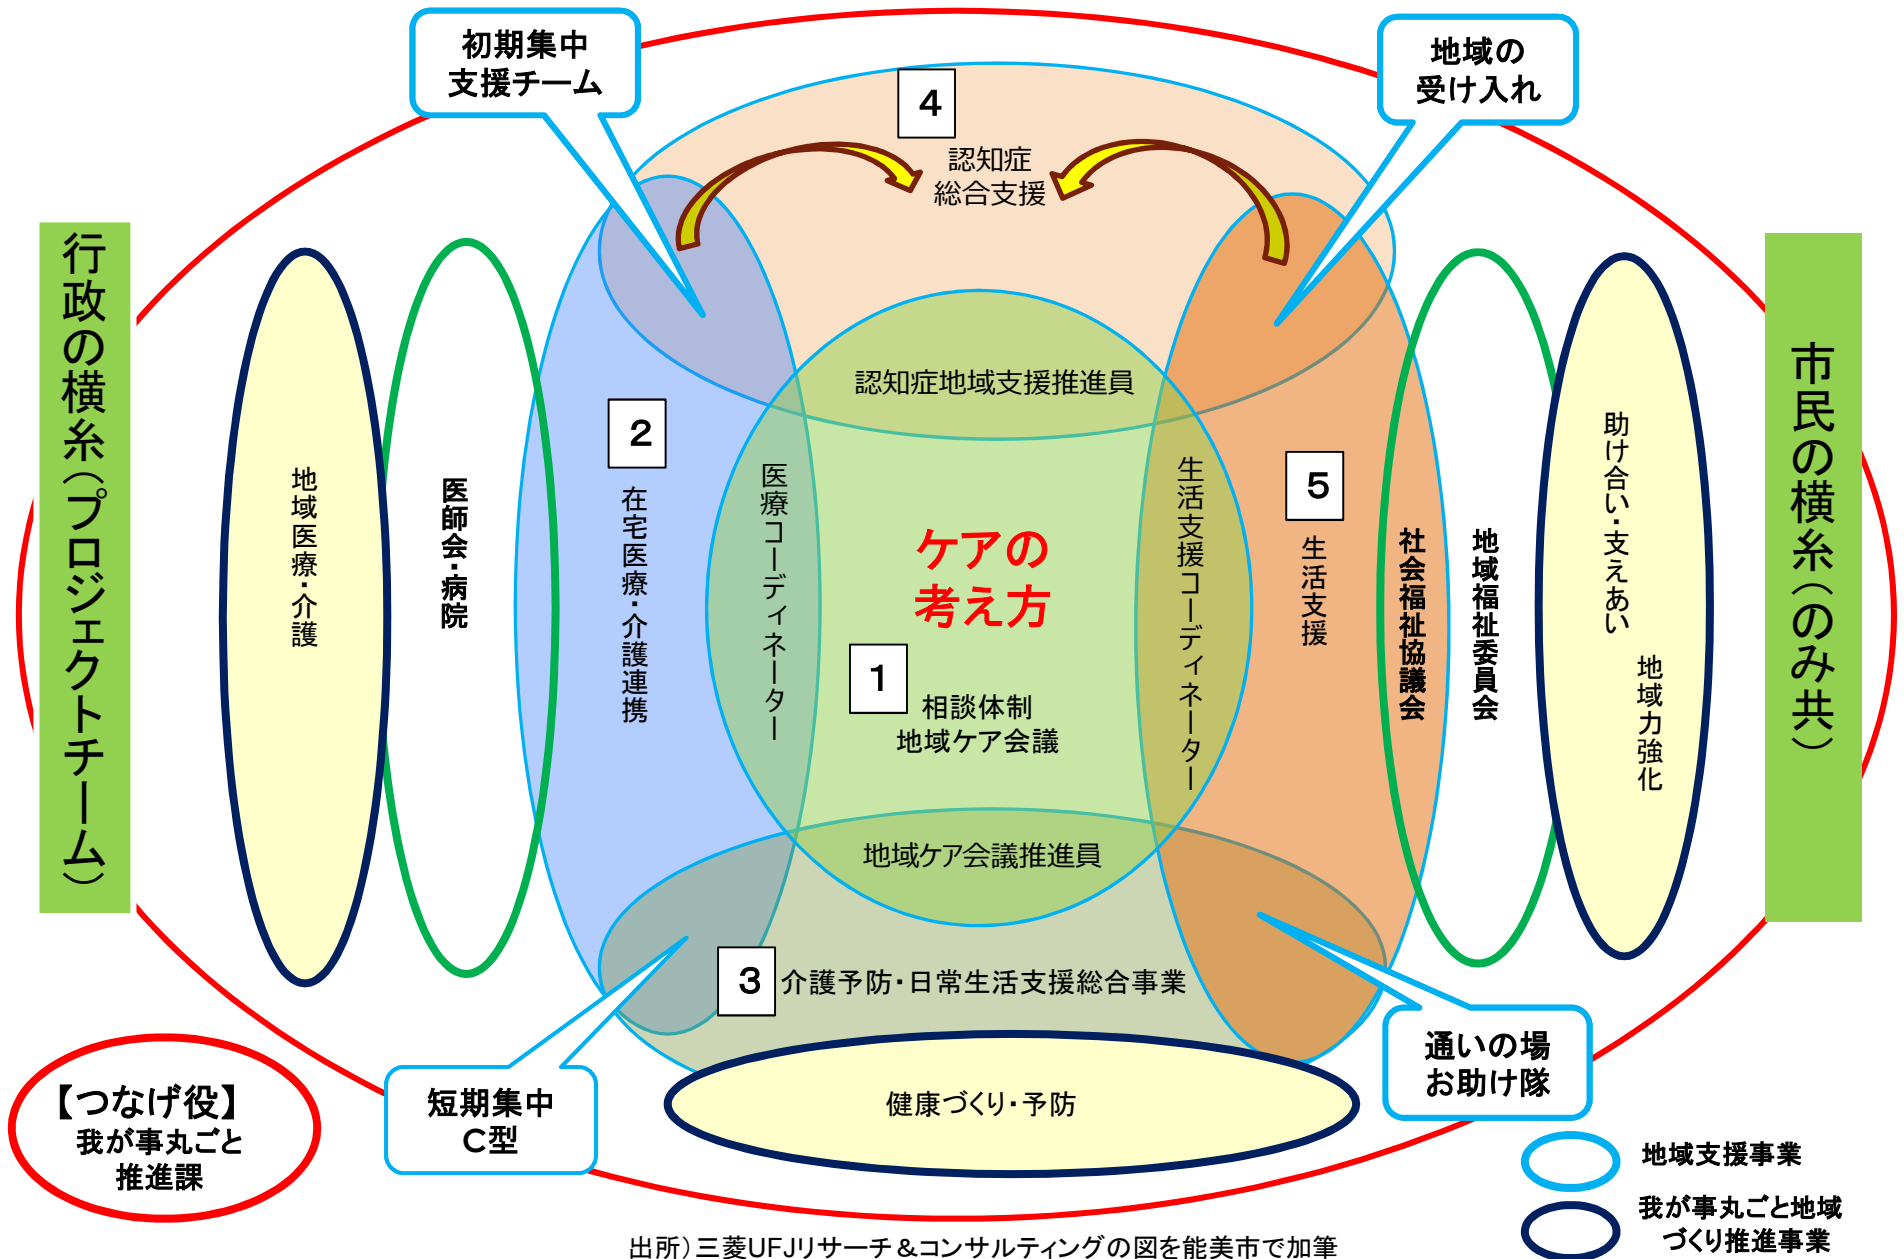 初期集中
支援チーム
地域の
受け入れ
4
認知症
総合支援
行政の横糸（プロジェクトチーム）
市民の横糸（のみ共）
地域医療・介護
医師会・病院
2
在宅医療・介護連携
医療コーディネーター
認知症地域支援推進員
ケアの
考え方
1
相談体制
地域ケア会議
生活支援コーディネーター
5
生活支援
社会福祉協議会
地域福祉委員会
助け合い・支えあい
地域力強化
地域ケア会議推進員
3
介護予防・日常生活支援総合事業
健康づくり・予防
短期集中
C型
通いの場
お助け隊
【つなげ役】
我が事丸ごと
推進課
地域支援事業
我が事丸ごと地域
づくり推進事業
出所）三菱UFJリサーチ＆コンサルティングの図を能美市で加筆